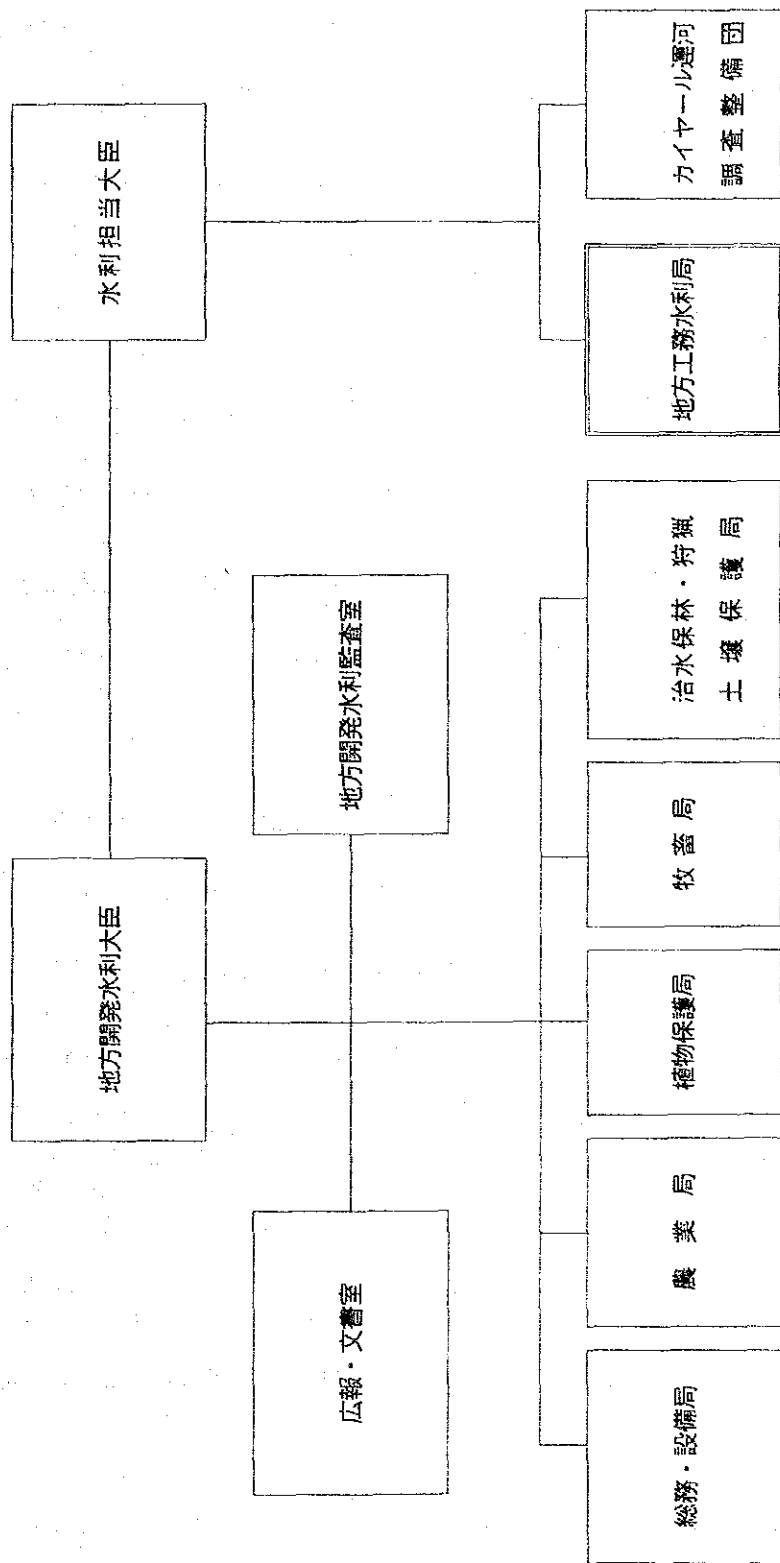 地方開発水利大臣
水利担当大臣
広報・文書室
地方開発水利監査室
総務・設備局
農業局
植物保護局
牧畜局
治水保林・狩猟
土壌保護局
地方工務水利局
カイヤール運河
調査整備団